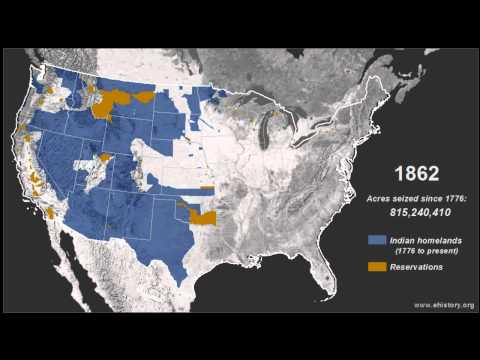 1862
Acres seized since 1776:
815,240,410
Indian homelands
(1776 to present)
Reservations
www.ehistory.org